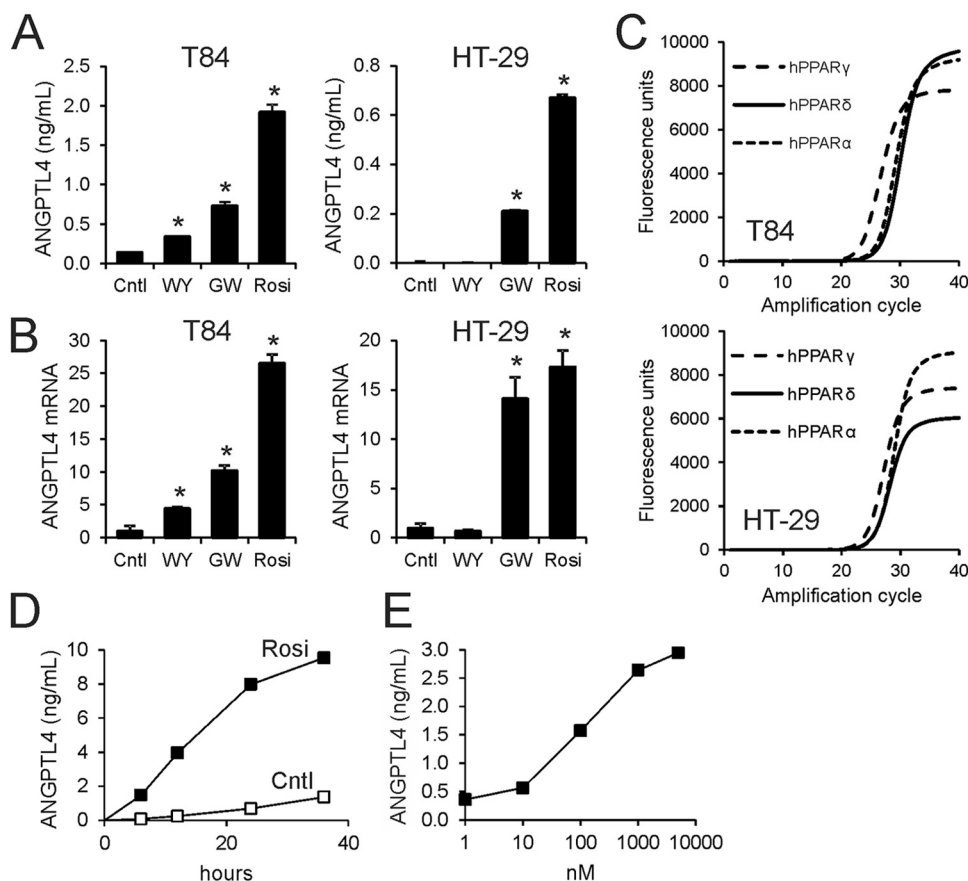 A
T84
ANGPTL4 (ng/mL)
2.5
2.0
1.5
1.0
0.5
0.0
*
*
*
Cntl WY GW Rosi
HT-29
ANGPTL4 (ng/mL)
0.6
0.4
0.2
0.0
*
*
Cntl WY GW Rosi
B
T84
ANGPTL4 mRNA
30
25
20
15
10
5
0
*
*
*
Cntl WY GW Rosi
HT-29
ANGPTL4 mRNA
20
15
10
5
0
*
*
Cntl WY GW Rosi
C
Fluorescence units
10000
8000
6000
4000
2000
0
hPPARγ
hPPARδ
hPPARα
T84
0 10 20 30 40
Amplification cycle
Fluorescence units
10000
8000
6000
4000
2000
0
hPPARγ
hPPARδ
hPPARα
HT-29
0 10 20 30 40
Amplification cycle
D
ANGPTL4 (ng/mL)
10
8
6
4
2
0
Rosi
Cntl
0 20 40
hours
E
ANGPTL4 (ng/mL)
3.0
2.5
2.0
1.5
1.0
0.5
0.0
1 10 100 1000 10000
nM